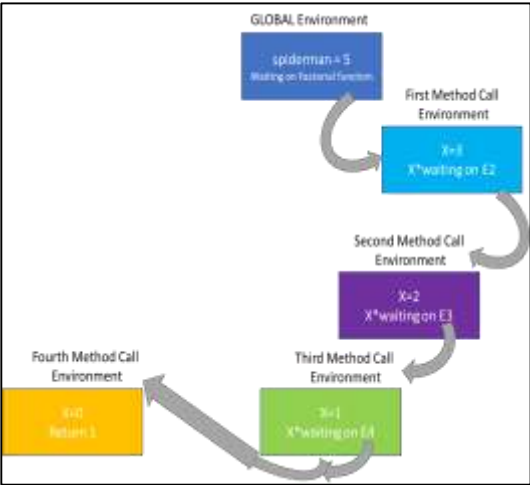 GLOBAL Environment
spiderman = 5
Waiting on Factorial function
First Method Call
Environment
X=3
X*waiting on E2
Second Method Call
Environment
X=2
X*waiting on E3
Third Method Call
Environment
X=1
X*waiting on E4
Fourth Method Call
Environment
X=0
Return 1